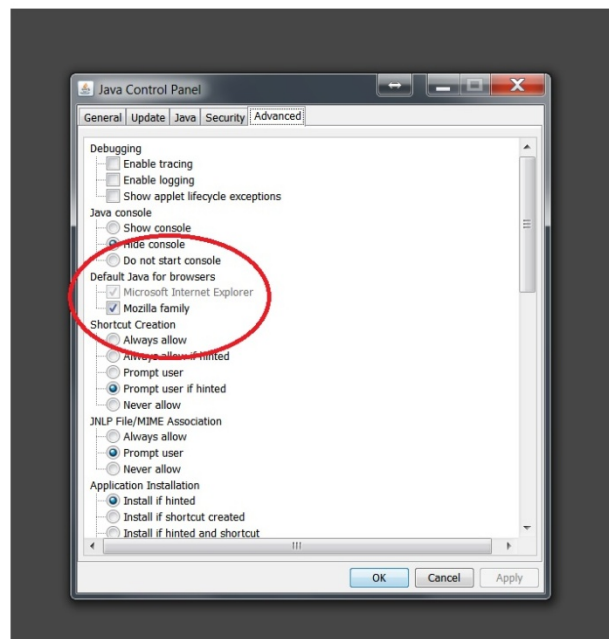 Java Control Panel
General Update Java Security Advanced
Debugging
Enable tracing
Enable logging
Show applet lifecycle exceptions
Java console
Show console
Hide console
Do not start console
Default Java for browsers
Microsoft Internet Explorer
Mozilla family
Shortcut Creation
Always allow
Always allow if hinted
Prompt user
Prompt user if hinted
Never allow
JNLP File/MIME Association
Always allow
Prompt user
Never allow
Application Installation
Install if hinted
Install if shortcut created
Install if hinted and shortcut
OK Cancel Apply